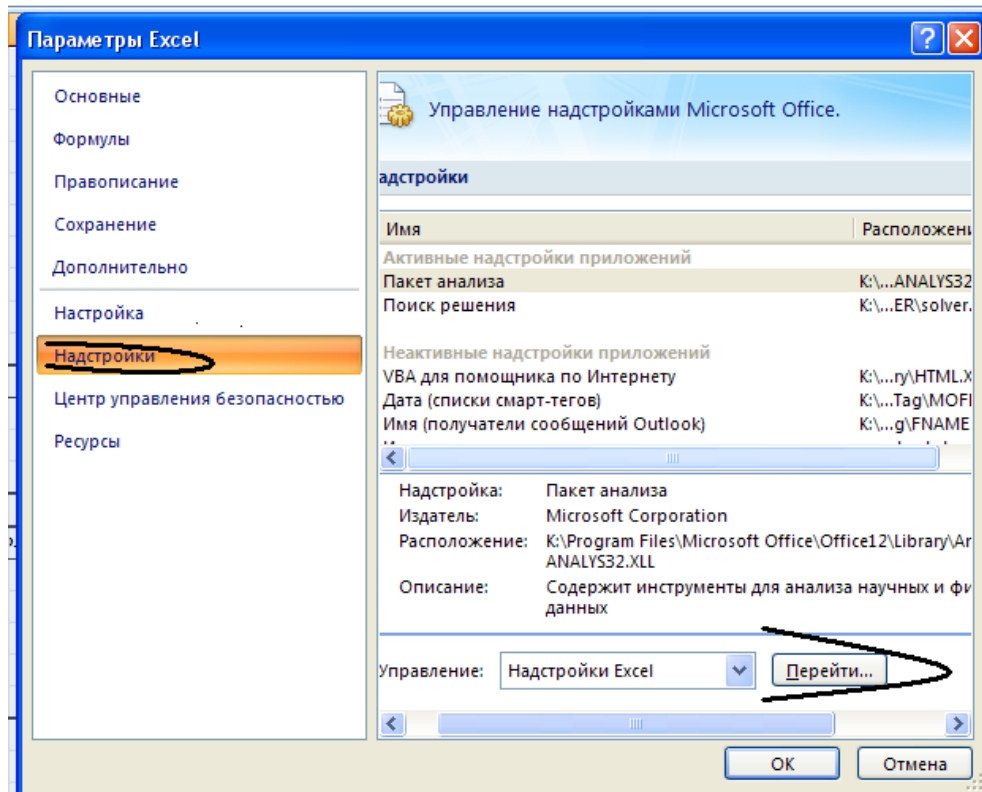 Параметры Excel
Основные
Формулы
Правописание
Сохранение
Дополнительно
Настройка
Надстройки
Центр управления безопасностью
Ресурсы
Управление надстройками Microsoft Office.
адстройки
Имя Расположени
Активные надстройки приложений
Пакет анализа K:\...ANALYS32
Поиск решения K:\...ER\solver.
Неактивные надстройки приложений
VBA для помощника по Интернету K:\...ry\HTML.X
Дата (списки смарт-тегов) K:\...Tag\MOFI
Имя (получатели сообщений Outlook) K:\...g\FNAME
Надстройка: Пакет анализа
Издатель: Microsoft Corporation
Расположение: K:\Program Files\Microsoft Office\Office12\Library\Ar
ANALYS32.XLL
Описание: Содержит инструменты для анализа научных и фи
данных
Управление: Надстройки Excel Перейти...
ОК Отмена